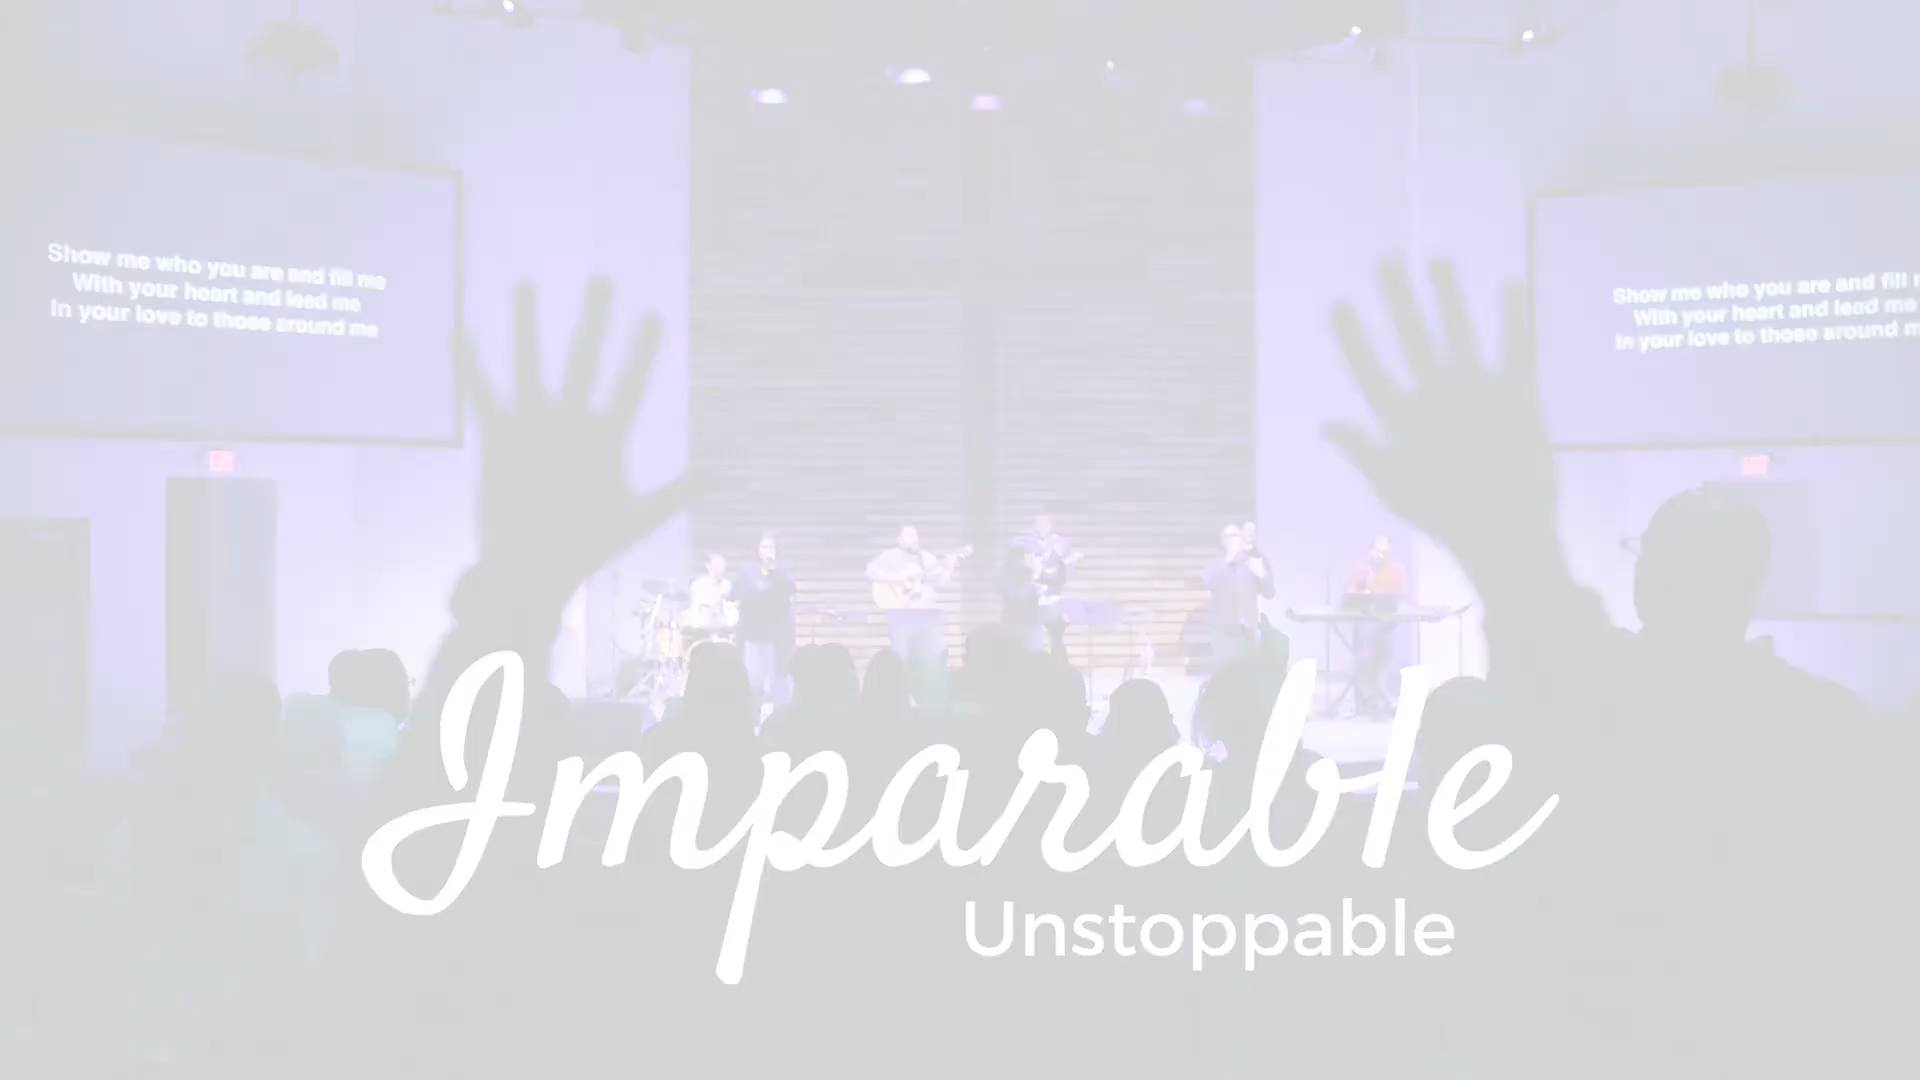 Show me who you are and fill me
With your heart and lead me
In your love to those around me
Show me who you are and fill
With your heart and lead me
In your love to those around
Imparable
Unstoppable